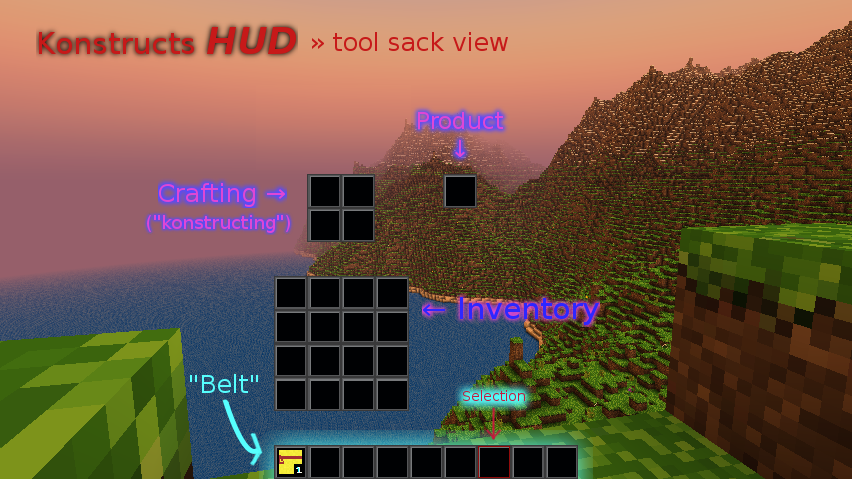 Konstructs HUD » tool sack view
Product
↓
Crafting →
("konstructing")
← Inventory
"Belt"
Selection
1